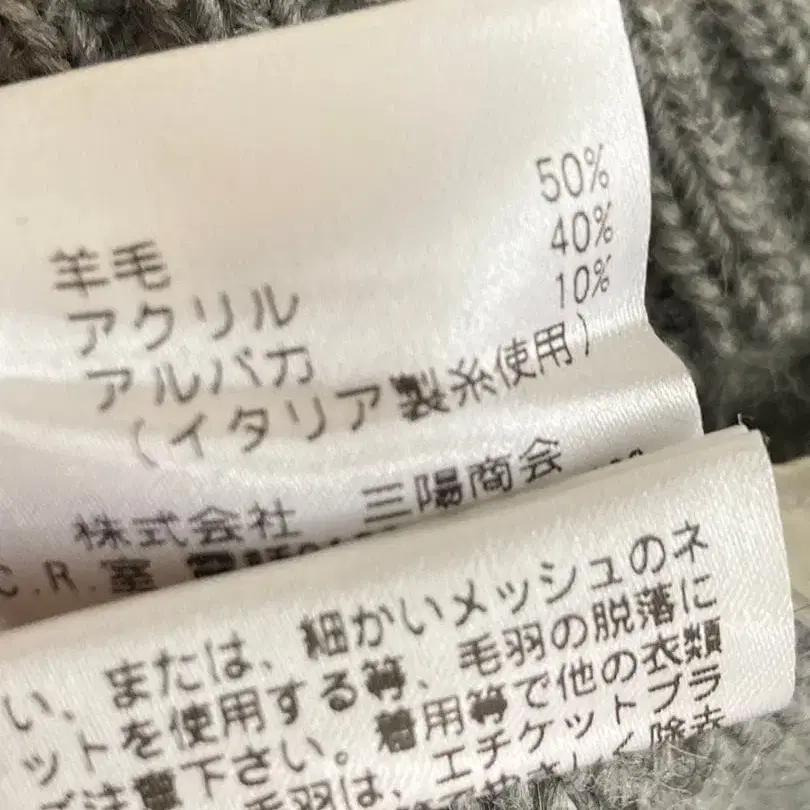 羊毛 50%
アクリル 40%
アルパカ 10%
(イタリア製糸使用)
株式会社 三陽商会
C.R.室
い、または、細かいメッシュのネ
ットを使用する等、毛羽の脱落に
ご注意下さい。着用等で他の衣類
毛羽は、エチケットブラ
除去